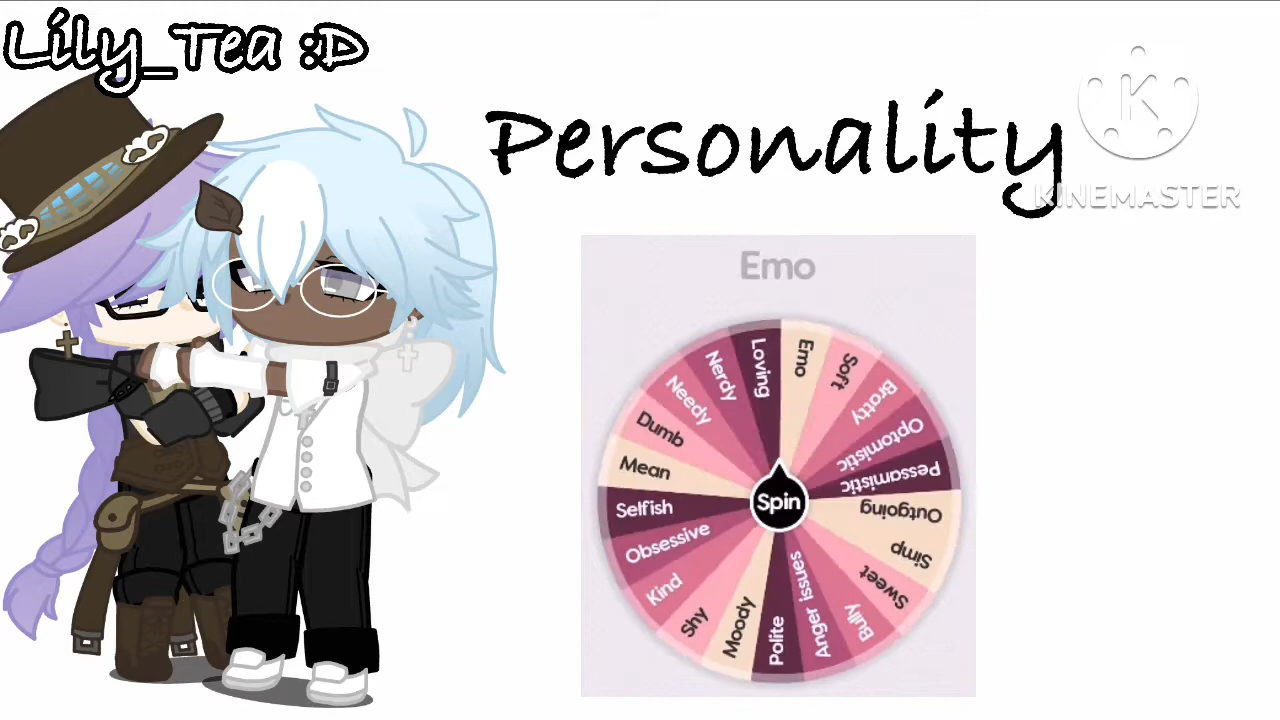 Lily_Tea :D
Personality
K
KINEMASTER
Emo
Emo
Soft
Bratty
Optomistic
Pessamistic
Outgoing
Simp
Sweet
Bully
Anger issues
Polite
Moody
Shy
Kind
Obsessive
Selfish
Mean
Dumb
Needy
Nerdy
Loving
Spin